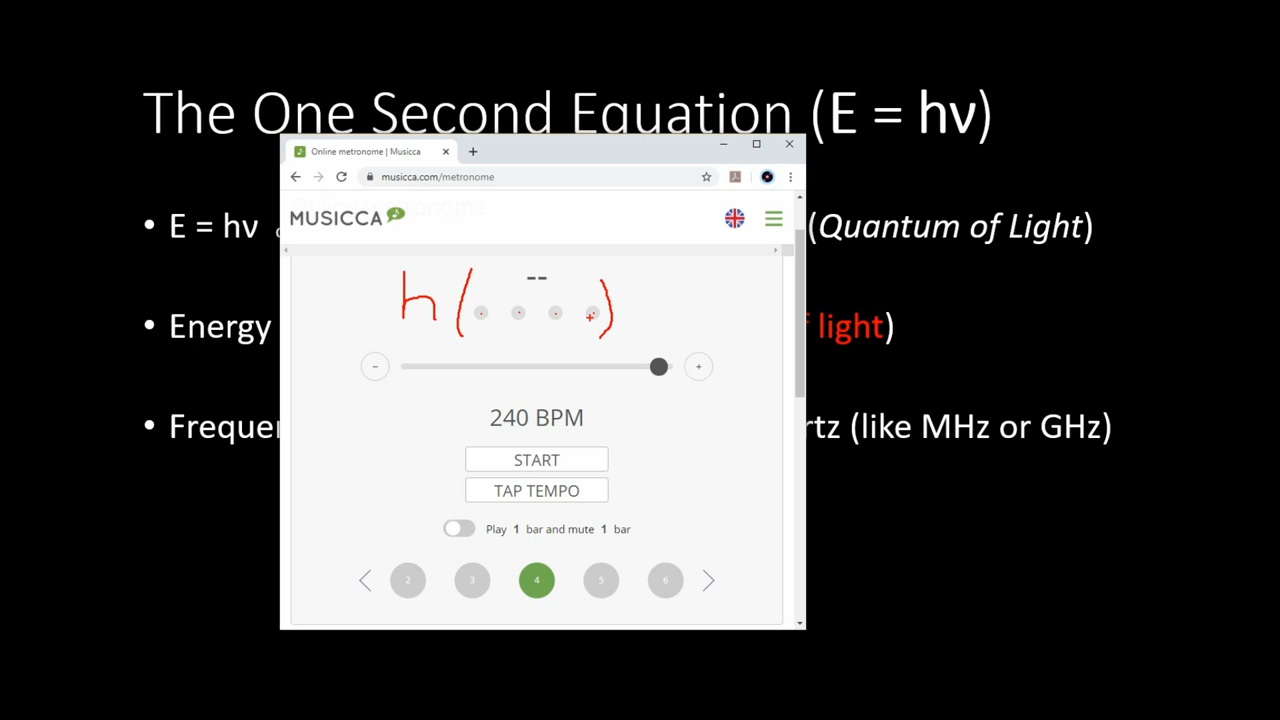 The One Second Equation (E = hν)
Online metronome | Musicca
musicca.com/metronome
MUSICCA
• E = hν (Quantum of Light)
h ( )
--
• Energy light)
240 BPM
• Frequen rtz (like MHz or GHz)
START
TAP TEMPO
Play 1 bar and mute 1 bar
2 3 4 5 6